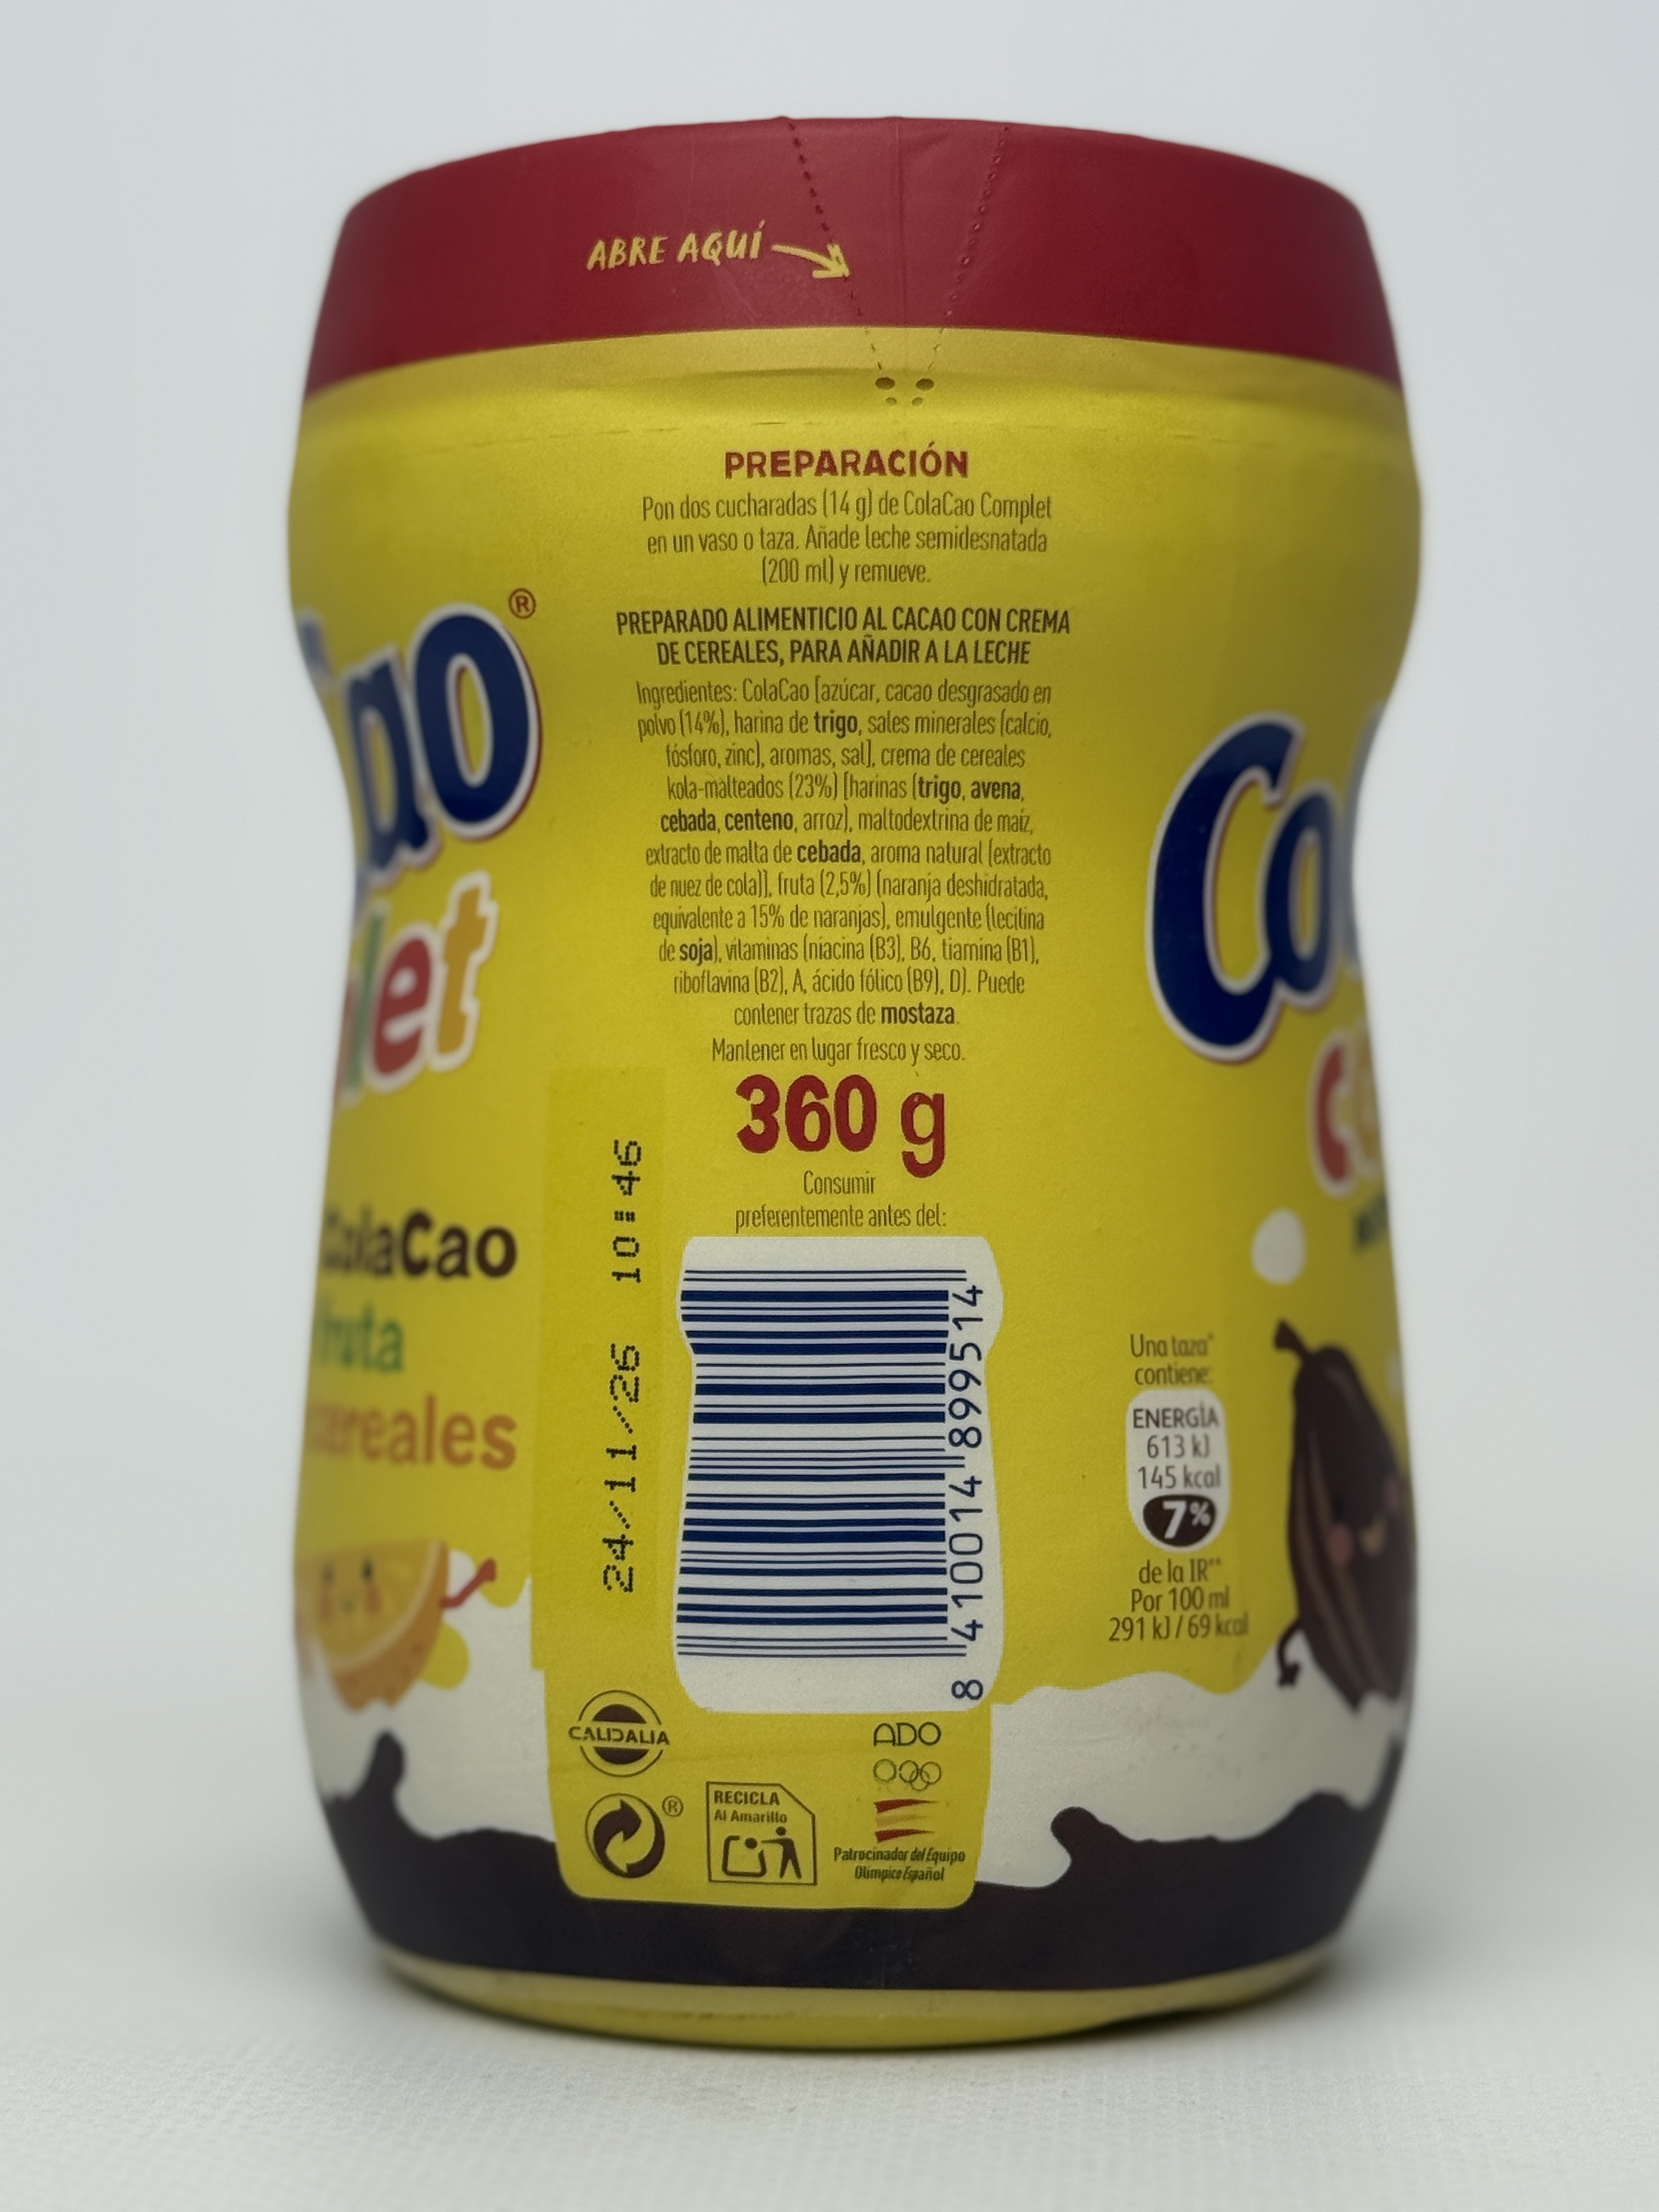 ABRE AQUÍ
PREPARACIÓN
Pon dos cucharadas (14 g) de ColaCao Complet
en un vaso o taza. Añade leche semidesnatada
(200 ml) y remueve.
PREPARADO ALIMENTICIO AL CACAO CON CREMA
DE CEREALES, PARA AÑADIR A LA LECHE
Ingredientes: ColaCao [azúcar, cacao desgrasado en
polvo (14%), harina de trigo, sales minerales (calcio,
fósforo, zinc), aromas, sal], crema de cereales
kola-malteados (23%) [harinas (trigo, avena,
cebada, centeno, arroz), maltodextrina de maíz,
extracto de malta de cebada, aroma natural (extracto
de nuez de cola)], fruta (2,5%) (naranja deshidratada,
equivalente a 15% de naranjas), emulgente (lecitina
de soja), vitaminas (niacina (B3), B6, tiamina (B1),
riboflavina (B2), A, ácido fólico (B9), D). Puede
contener trazas de mostaza.
Mantener en lugar fresco y seco.
360 g
Consumir
preferentemente antes del:
24/11/26 10:46
8 410014 899514
CALIDALIA
®
RECICLA
Al Amarillo
ADO
Patrocinador del Equipo
Olímpico Español
ao®
let
ColaCao
fruta
cereales
Col
Una taza*
contiene:
ENERGÍA
613 kJ
145 kcal
7%
de la IR**
Por 100 ml
291 kJ / 69 kcal